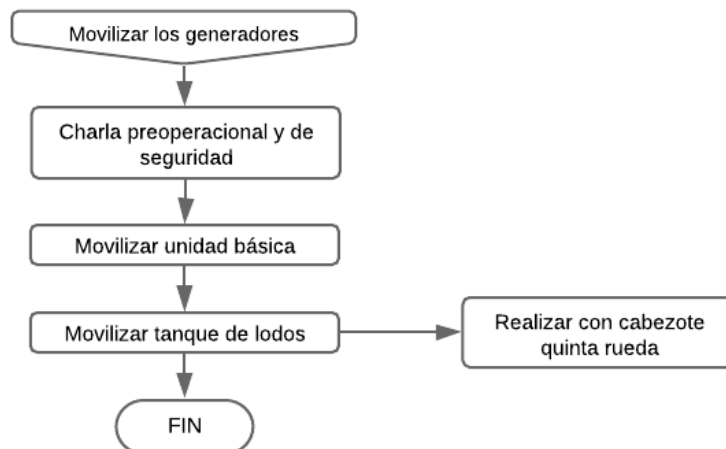 Movilizar los generadores
Charla preoperacional y de
seguridad
Movilizar unidad básica
Movilizar tanque de lodos
Realizar con cabezote
quinta rueda
FIN